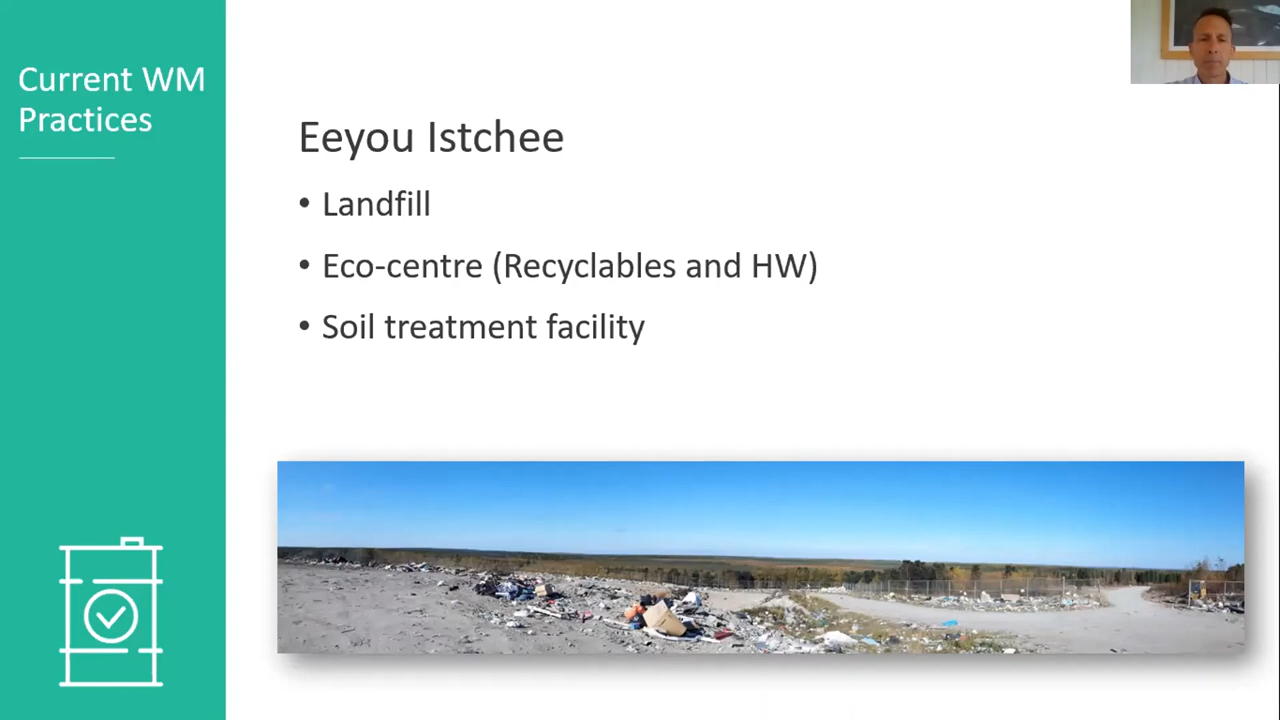 Current WM
Practices
Eeyou Istchee
• Landfill
• Eco-centre (Recyclables and HW)
• Soil treatment facility